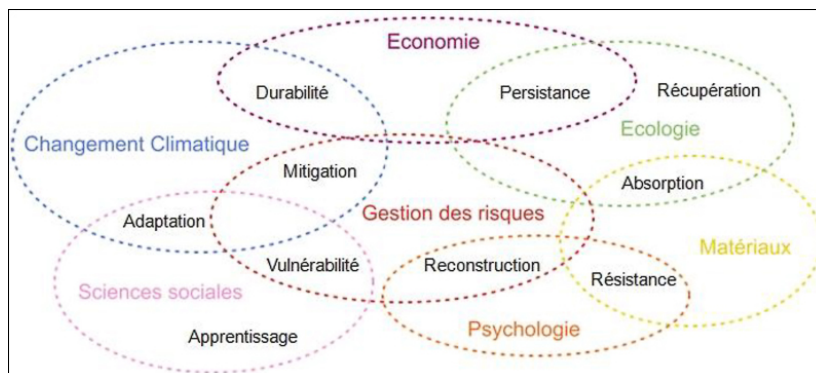 Economie
Durabilité
Persistance
Récupération
Ecologie
Changement Climatique
Mitigation
Absorption
Adaptation
Gestion des risques
Matériaux
Vulnérabilité
Reconstruction
Résistance
Sciences sociales
Psychologie
Apprentissage